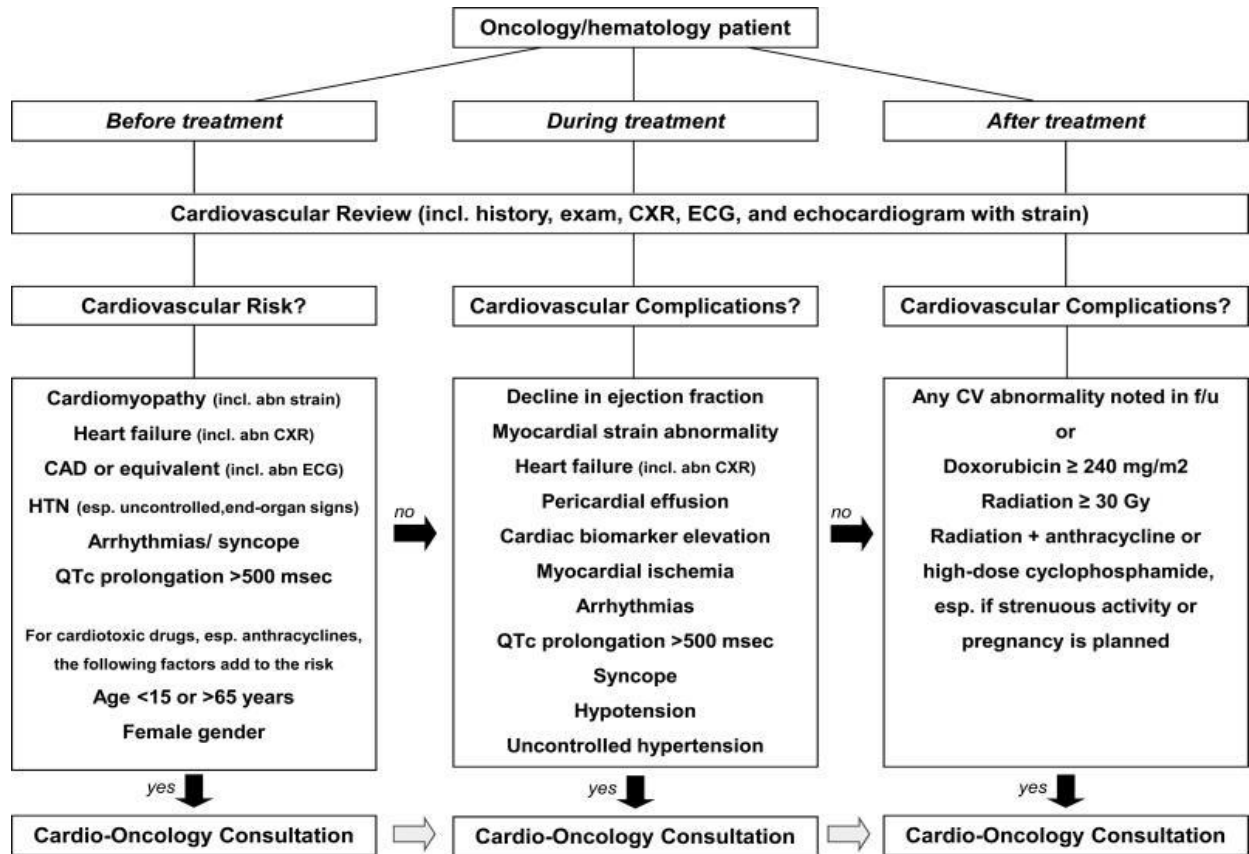 Oncology/hematology patient
Before treatment
During treatment
After treatment
Cardiovascular Review (incl. history, exam, CXR, ECG, and echocardiogram with strain)
Cardiovascular Risk?
Cardiovascular Complications?
Cardiovascular Complications?
Cardiomyopathy (incl. abn strain)
Heart failure (incl. abn CXR)
CAD or equivalent (incl. abn ECG)
HTN (esp. uncontrolled,end-organ signs)
Arrhythmias/ syncope
QTc prolongation >500 msec
For cardiotoxic drugs, esp. anthracyclines,
the following factors add to the risk
Age <15 or >65 years
Female gender
no
Decline in ejection fraction
Myocardial strain abnormality
Heart failure (incl. abn CXR)
Pericardial effusion
Cardiac biomarker elevation
Myocardial ischemia
Arrhythmias
QTc prolongation >500 msec
Syncope
Hypotension
Uncontrolled hypertension
no
Any CV abnormality noted in f/u
or
Doxorubicin ≥ 240 mg/m2
Radiation ≥ 30 Gy
Radiation + anthracycline or
high-dose cyclophosphamide,
esp. if strenuous activity or
pregnancy is planned
yes
yes
yes
Cardio-Oncology Consultation
Cardio-Oncology Consultation
Cardio-Oncology Consultation